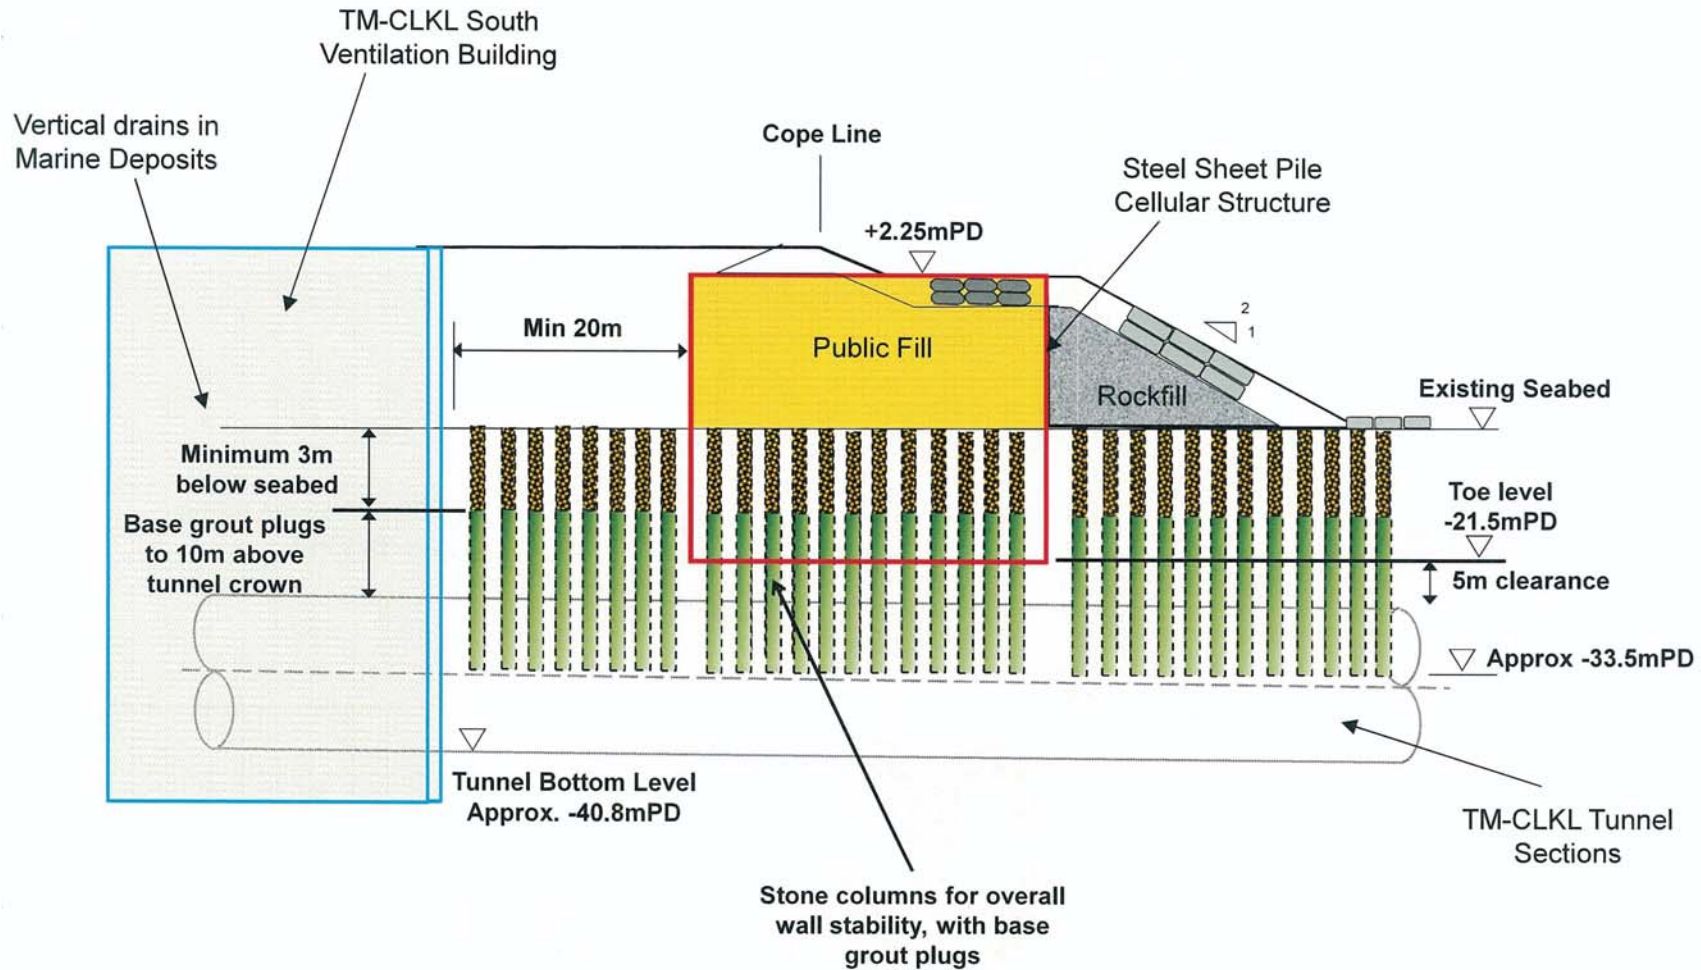 TM-CLKL South
Ventilation Building
Vertical drains in
Marine Deposits
Cope Line
Steel Sheet Pile
Cellular Structure
+2.25mPD
Min 20m
Public Fill
2
1
Rockfill
Existing Seabed
Minimum 3m
below seabed
Toe level
-21.5mPD
Base grout plugs
to 10m above
tunnel crown
5m clearance
Approx -33.5mPD
Tunnel Bottom Level
Approx. -40.8mPD
TM-CLKL Tunnel
Sections
Stone columns for overall
wall stability, with base
grout plugs